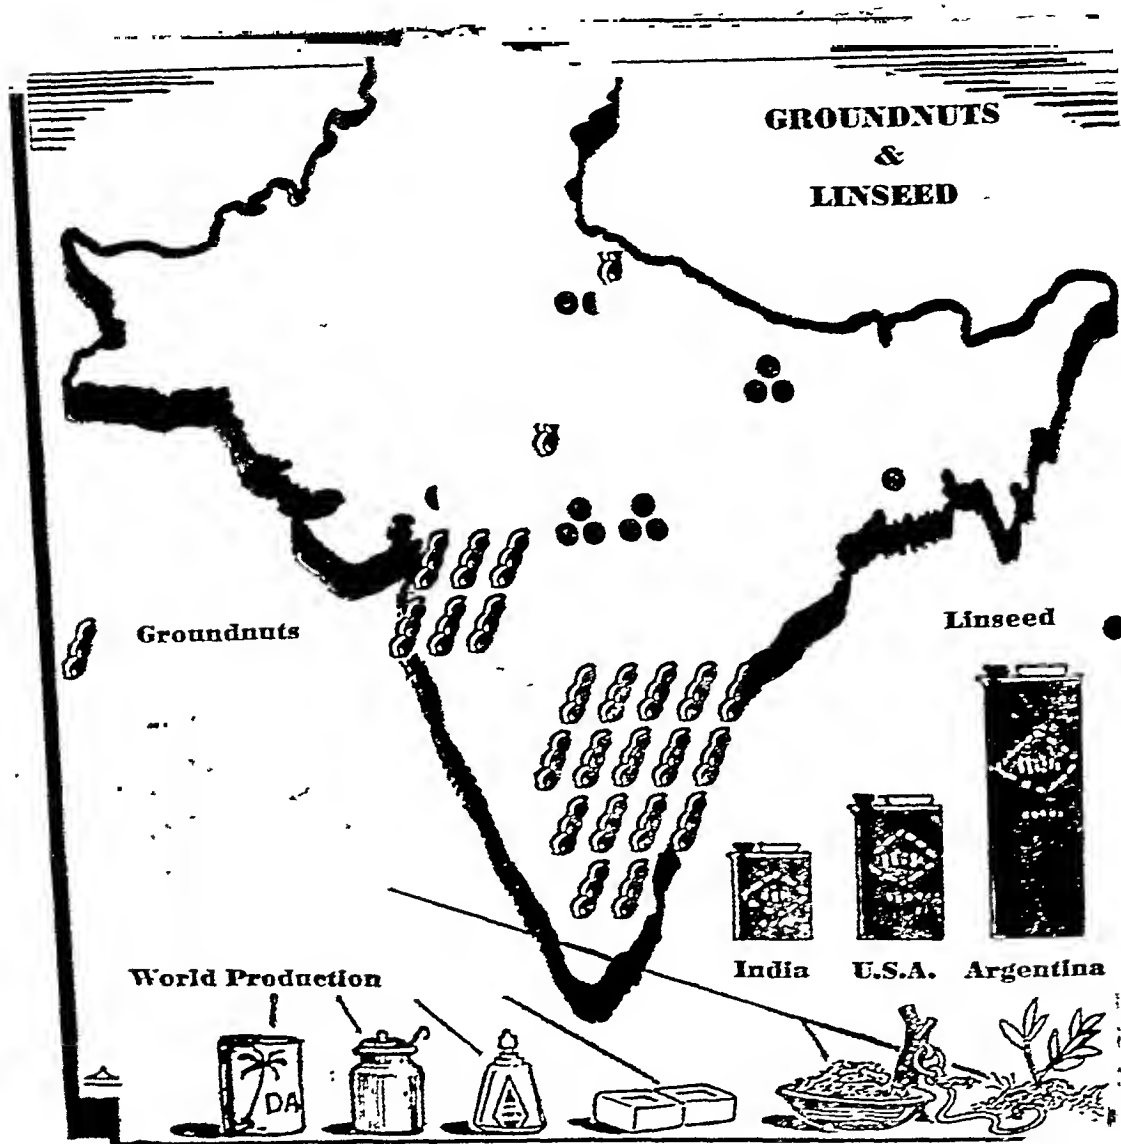 GROUNDNUTS
&
LINSEED
Groundnuts
Linseed
India
U.S.A.
Argentina
World Production
DA